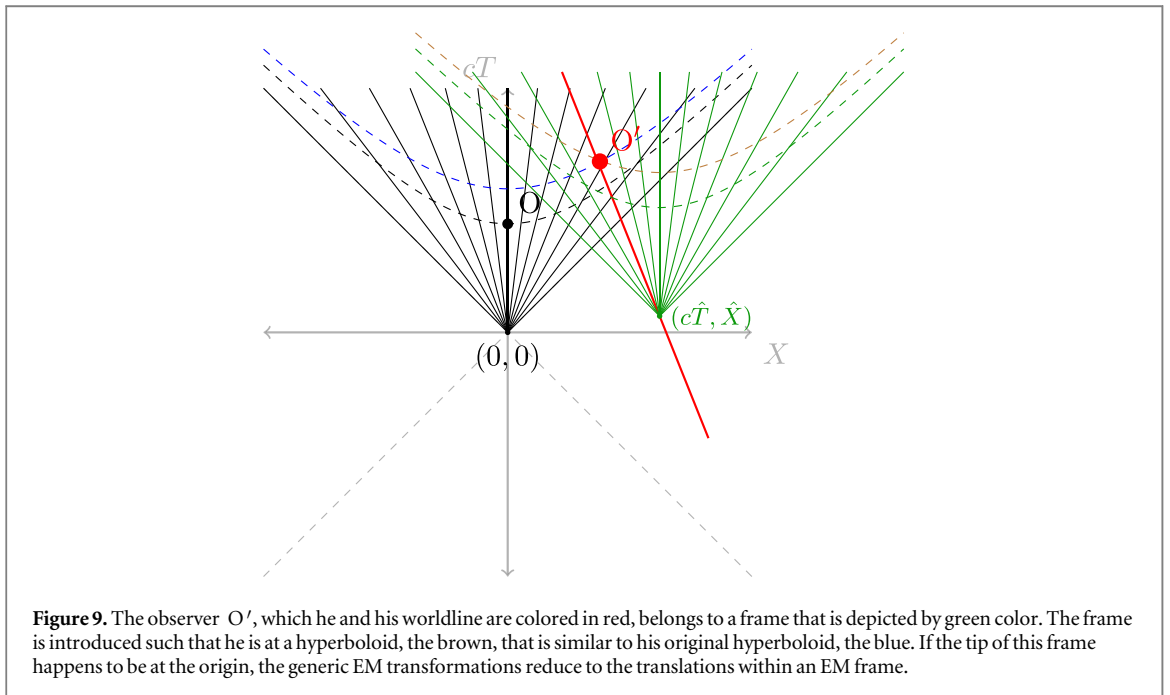 cT
O′
O
(cT̂, X̂)
(0, 0)
X
Figure 9. The observer O′, which he and his worldline are colored in red, belongs to a frame that is depicted by green color. The frame
is introduced such that he is at a hyperboloid, the brown, that is similar to his original hyperboloid, the blue. If the tip of this frame
happens to be at the origin, the generic EM transformations reduce to the translations within an EM frame.